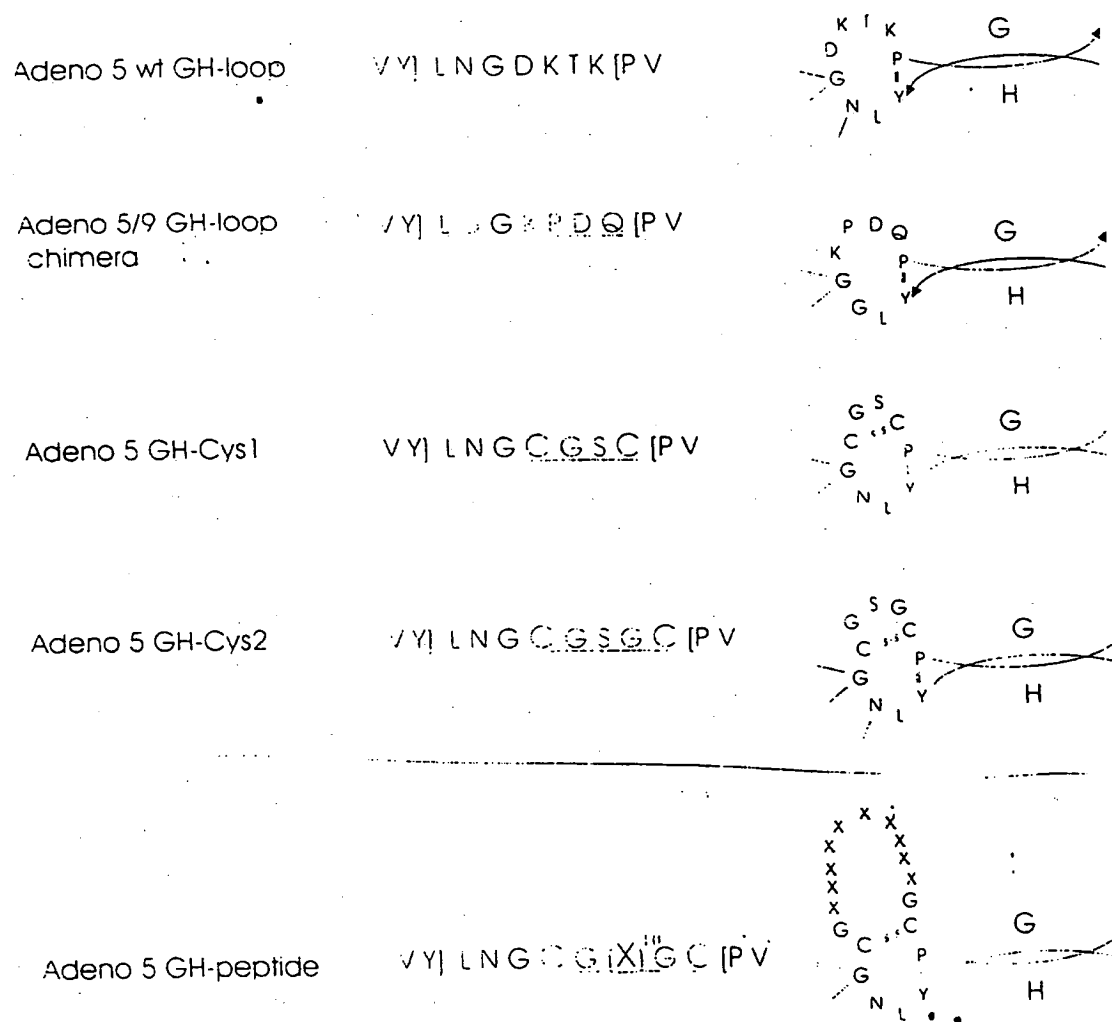 Adeno 5 wt GH-loop V Y] L N G D K T K [P V
D K T K P Y L N G
G
H
Adeno 5/9 GH-loop V Y] L G P D Q [P V
chimera
K P D Q P Y L G G
G
H
Adeno 5 GH-Cys1 V Y] L N G C G S C [P V
C G S C P Y L N G
s-s
G
H
Adeno 5 GH-Cys2 V Y] L N G C G S G C [P V
C G S G C P Y L N G
s-s
G
H
X X X X X X X X X X X
G G
C s-s C
G P
N L Y
G
H
Adeno 5 GH-peptide V Y] L N G C G [X] G C [P V